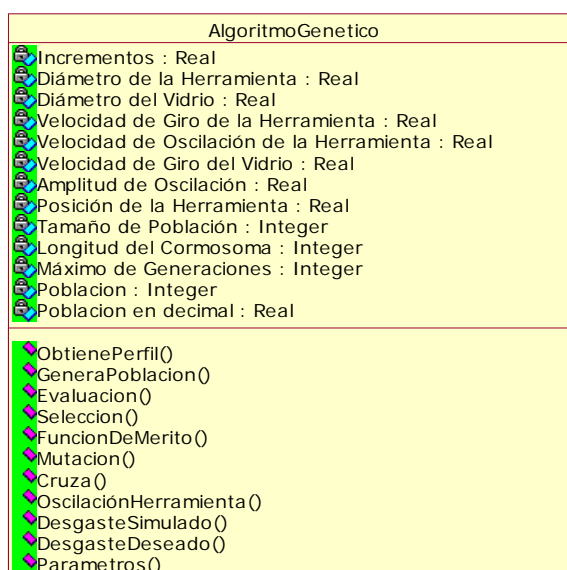 AlgoritmoGenetico
Incrementos : Real
Diámetro de la Herramienta : Real
Diámetro del Vidrio : Real
Velocidad de Giro de la Herramienta : Real
Velocidad de Oscilación de la Herramienta : Real
Velocidad de Giro del Vidrio : Real
Amplitud de Oscilación : Real
Posición de la Herramienta : Real
Tamaño de Población : Integer
Longitud del Cormosoma : Integer
Máximo de Generaciones : Integer
Poblacion : Integer
Poblacion en decimal : Real
ObtienePerfil()
GeneraPoblacion()
Evaluacion()
Seleccion()
FuncionDeMerito()
Mutacion()
Cruza()
OscilaciónHerramienta()
DesgasteSimulado()
DesgasteDeseado()
Parametros()